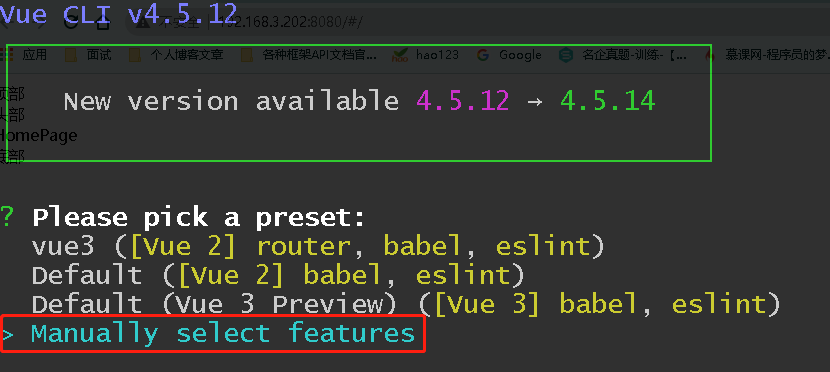 Vue CLI v4.5.12
192.168.3.202:8080/#/
应用 面试 个人博客文章 各种框架API文档官... hao123 Google 名企真题-训练-【... 慕课网-程序员的梦
New version available 4.5.12 → 4.5.14
顶部
头部
HomePage
底部
? Please pick a preset:
vue3 ([Vue 2] router, babel, eslint)
Default ([Vue 2] babel, eslint)
Default (Vue 3 Preview) ([Vue 3] babel, eslint)
> Manually select features